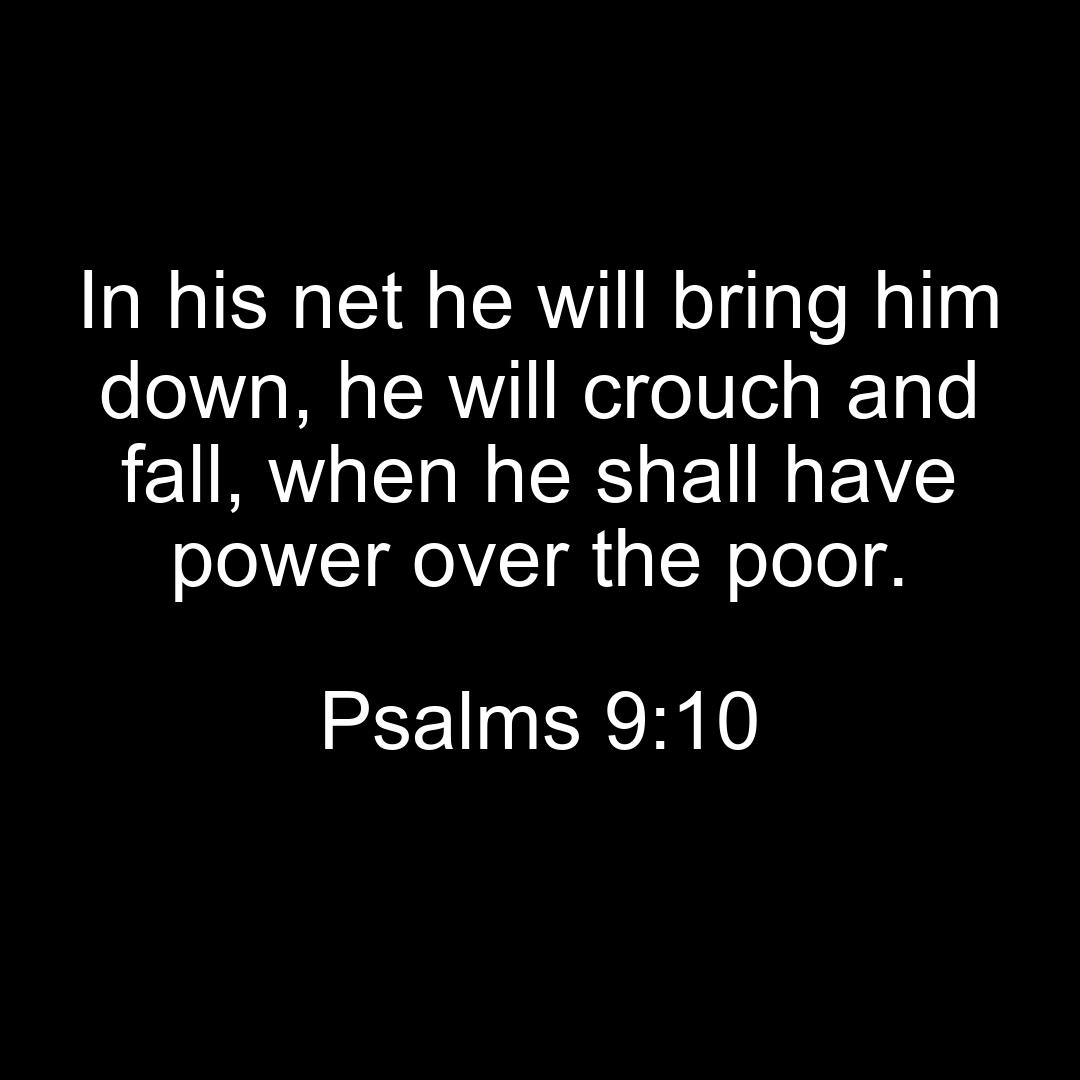 In his net he will bring him
down, he will crouch and
fall, when he shall have
power over the poor.
Psalms 9:10